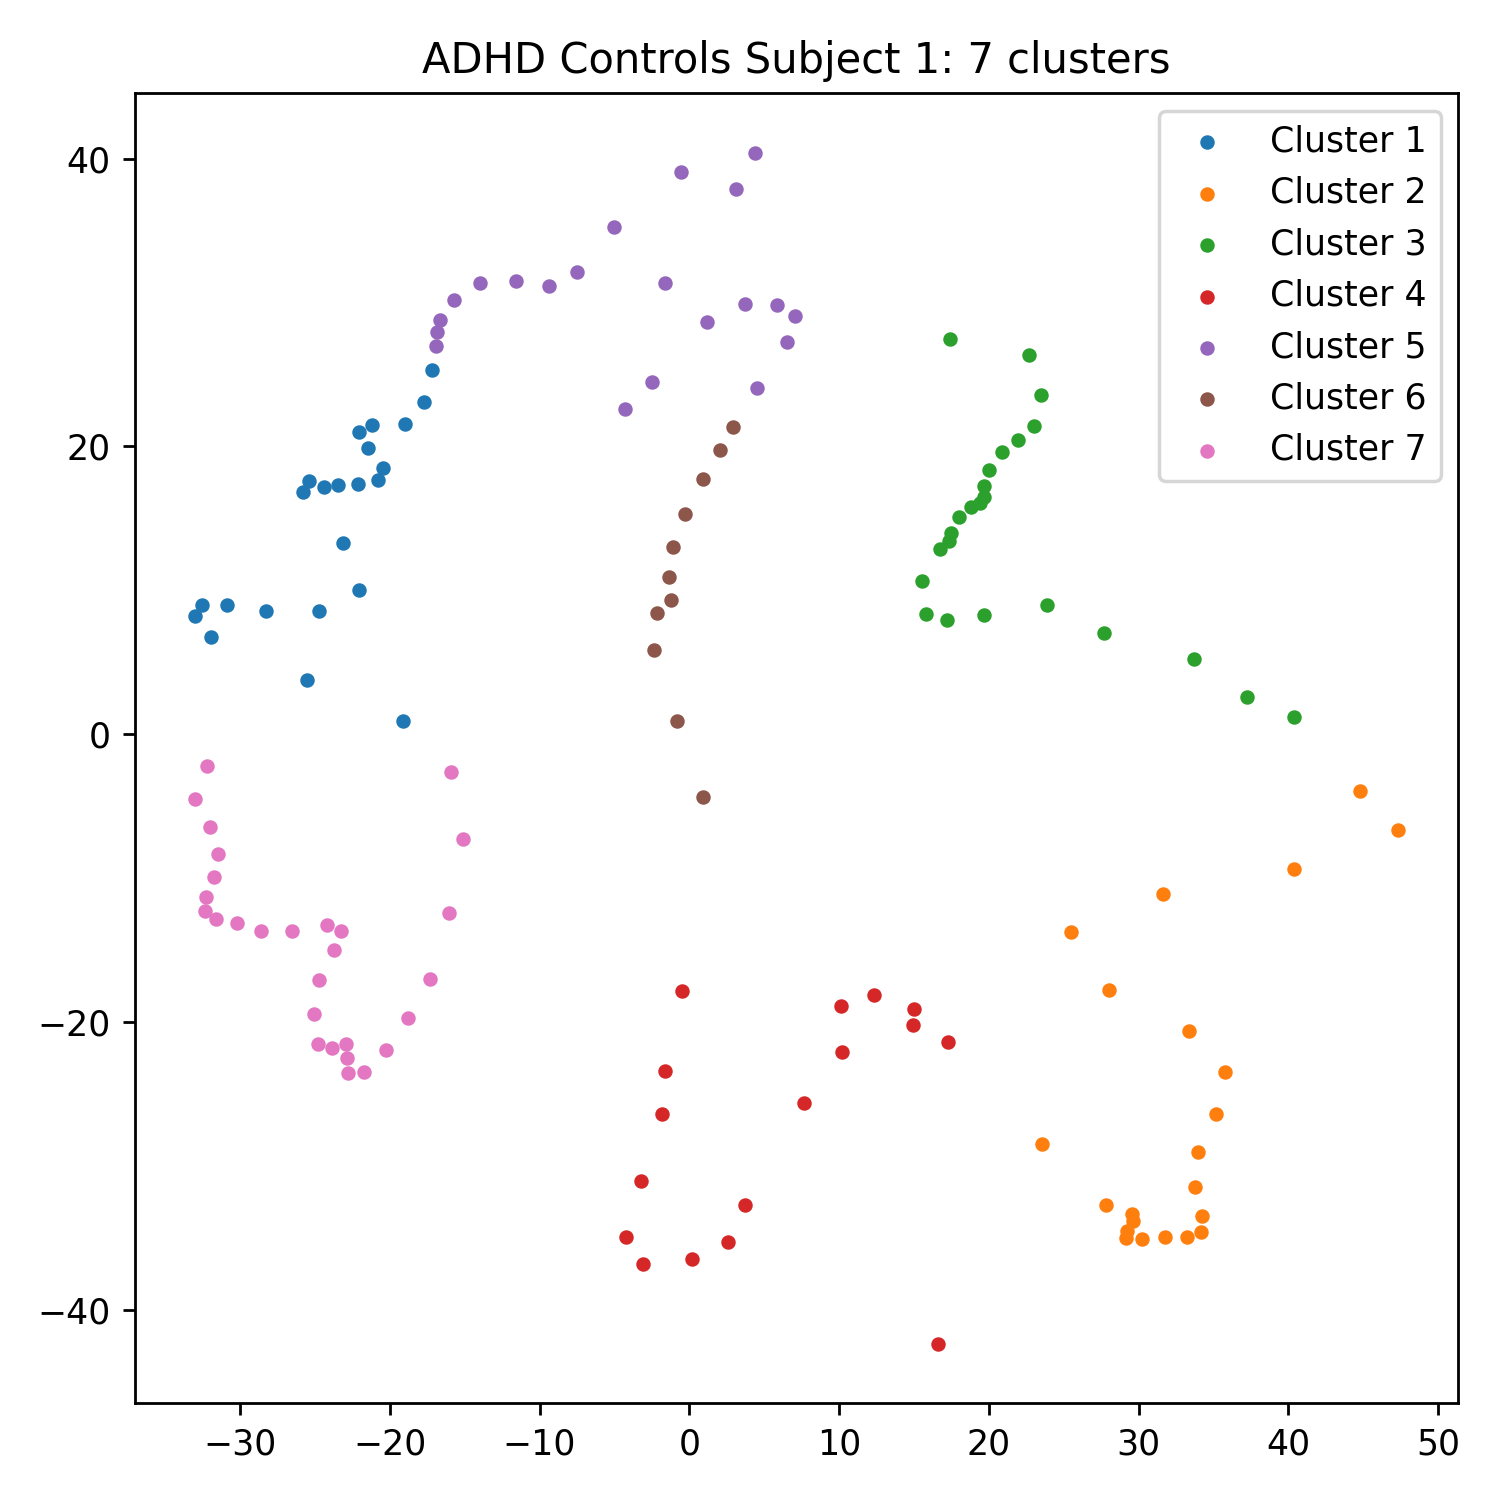 ADHD Controls Subject 1: 7 clusters
Cluster 1
Cluster 2
Cluster 3
Cluster 4
Cluster 5
Cluster 6
Cluster 7
40
20
0
−20
−40
−30 −20 −10 0 10 20 30 40 50